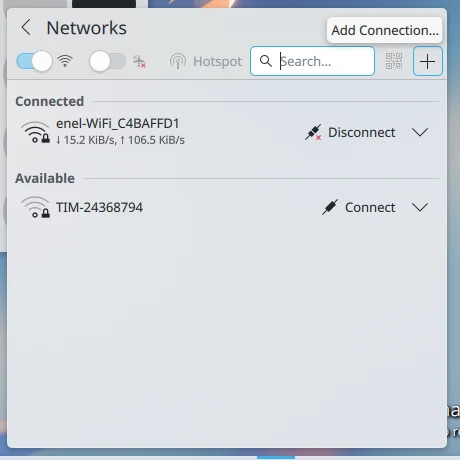 Networks
Add Connection...
Hotspot
Search...
Connected
enel-WiFi_C4BAFFD1
↓ 15.2 KiB/s, ↑ 106.5 KiB/s
Disconnect
Available
TIM-24368794
Connect